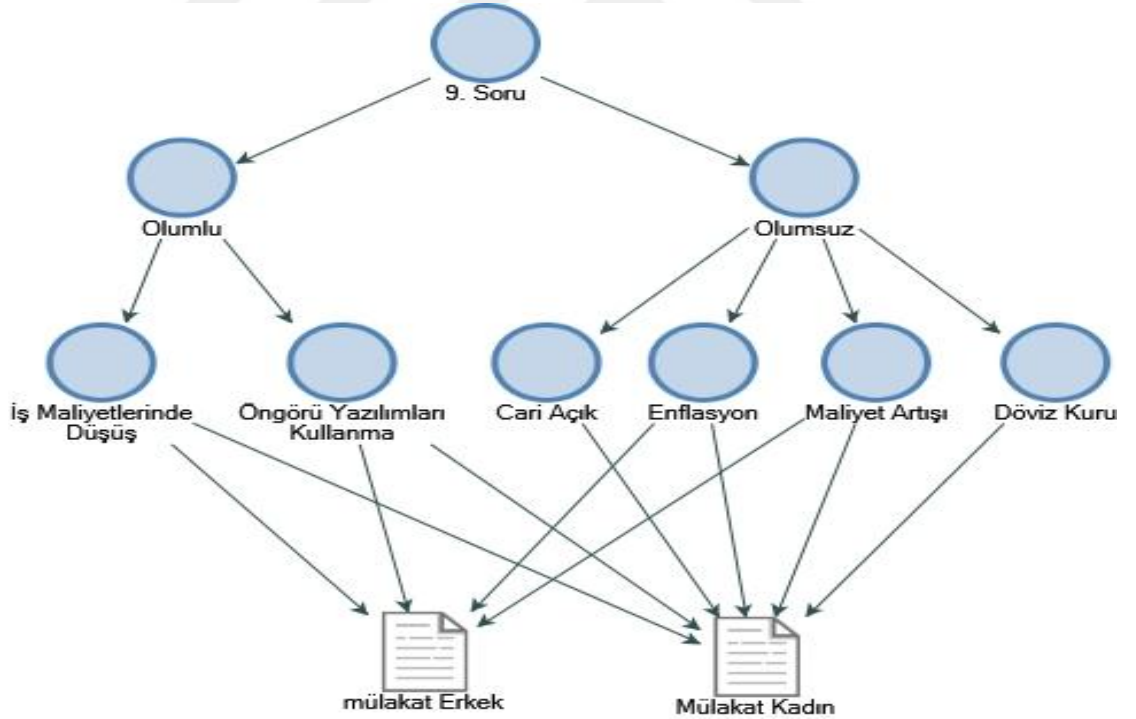 9. Soru
Olumlu
Olumsuz
İş Maliyetlerinde
Düşüş
Öngörü Yazılımları
Kullanma
Cari Açık
Enflasyon
Maliyet Artışı
Döviz Kuru
mülakat Erkek
Mülakat Kadın